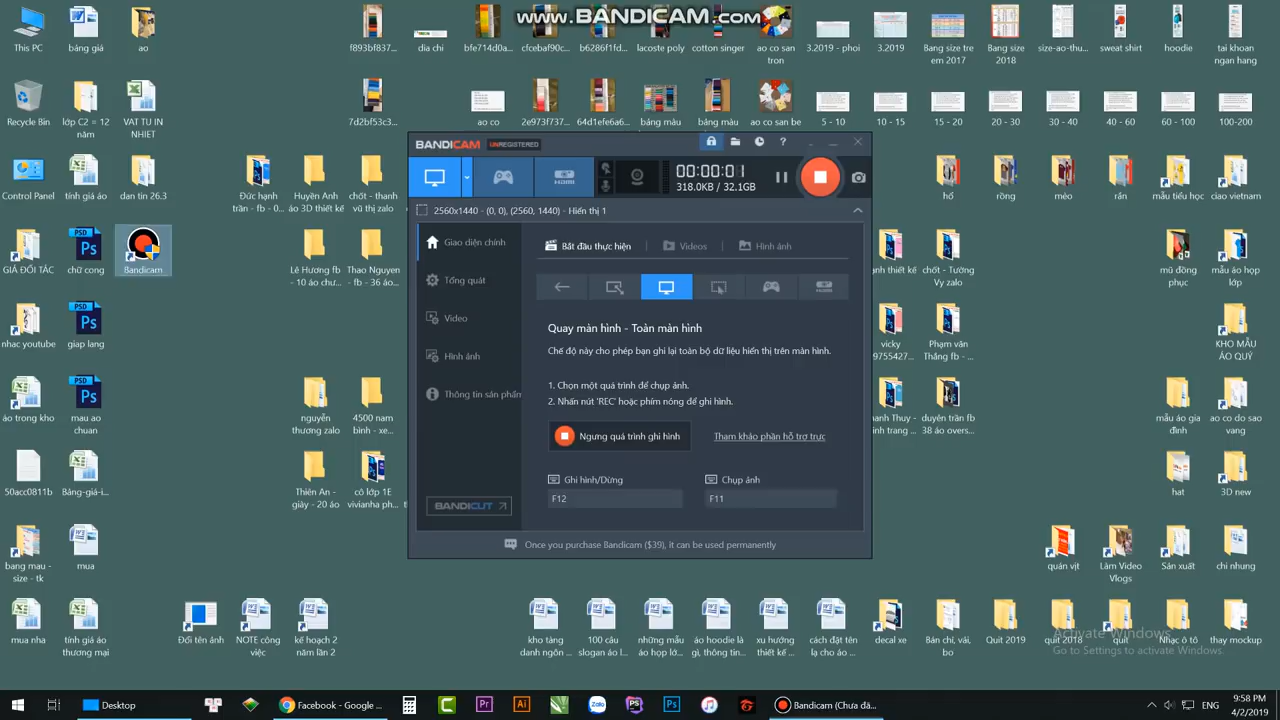 www.BANDICAM.com
This PC
bảng giá
ao
f893bf837...
dia chi
bfe714d0a...
cfcebaf90c...
b6286f1fd...
lacoste poly
cotton singer
ao co san tron
3.2019 - phoi
3.2019
Bang size tre em 2017
Bang size 2018
size-ao-thu...
sweat shirt
hoodie
tai khoan ngan hang
Recycle Bin
lớp C2 = 12 năm
VAT TU IN NHIET
7d2bf53c3...
ao co
2e973f737...
64d1efe6a6...
bảng màu
bảng màu
ao co san be
5 - 10
10 - 15
15 - 20
20 - 30
30 - 40
40 - 60
60 - 100
100-200
Control Panel
tính giá áo
dan tin 26.3
Đức hạnh trần - fb - 0...
Huyền Anh áo 3D thiết kế
chốt - thanh vũ thị zalo
hổ
rồng
mèo
rắn
mẫu tiểu học
ciao vietnam
GIÁ ĐỐI TÁC
chữ cong
Bandicam
Lê Hương fb - 10 áo chư...
Thao Nguyen - fb - 36 áo...
ạnh thiết kế
chốt - Tường Vy zalo
mũ đồng phục
mẫu áo họp lớp
nhac youtube
giap lang
vicky 9755427...
Phạm văn Thắng fb - ...
KHO MẪU ÁO QUÝ
áo trong kho
mau ao chuan
nguyễn thương zalo
4500 nam bình - xe...
anh Thuy - inh trang ...
duyên trần fb 38 áo overs...
mẫu áo gia đình
ao co do sao vang
50acc0811b
Bảng-giá-i...
Thiên An - giày - 20 áo
cô lớp 1E vivianha ph...
hat
3D new
bang mau - size - tk
mua
quán vịt
Làm Video Vlogs
Sản xuất
chi nhung
mua nha
tính giá áo thương mại
Đổi tên ảnh
NOTE công việc
kế hoạch 2 năm lần 2
kho tàng danh ngôn ...
100 câu slogan áo l...
những mẫu áo hợp lớ...
áo hoodie là gì, thông tin...
xu hướng thiết kế ...
cách đặt tên lạ cho áo ...
decal xe
Bán chỉ, vải, bo
Quit 2019
quit 2018
quit
Nhạc ô tô
thay mockup
BANDICAM UNREGISTERED
00:00:01
318.0KB / 32.1GB
2560x1440 - (0, 0), (2560, 1440) - Hiển thị 1
Giao diện chính
Tổng quát
Video
Hình ảnh
Thông tin sản phẩm
BANDICUT
Bắt đầu thực hiện
Videos
Hình ảnh
Quay màn hình - Toàn màn hình
Chế độ này cho phép bạn ghi lại toàn bộ dữ liệu hiển thị trên màn hình.
1. Chọn một quá trình để chụp ảnh.
2. Nhấn nút 'REC' hoặc phím nóng để ghi hình.
Ngưng quá trình ghi hình
Tham khảo phần hỗ trợ trực
Ghi hình/Dừng
Chụp ảnh
F12
F11
Once you purchase Bandicam ($39), it can be used permanently
Activate Windows
Go to Settings to activate Windows.
Desktop
Facebook - Google ...
Bandicam (Chưa đă...
ENG
9:58 PM
4/2/2019